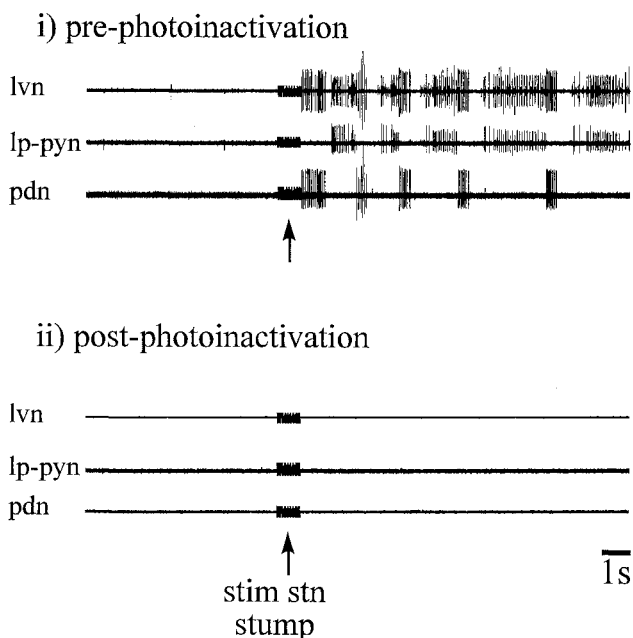 i) pre-photoinactivation
lvn
lp-pyn
pdn
ii) post-photoinactivation
lvn
lp-pyn
pdn
1s
stim stn
stump